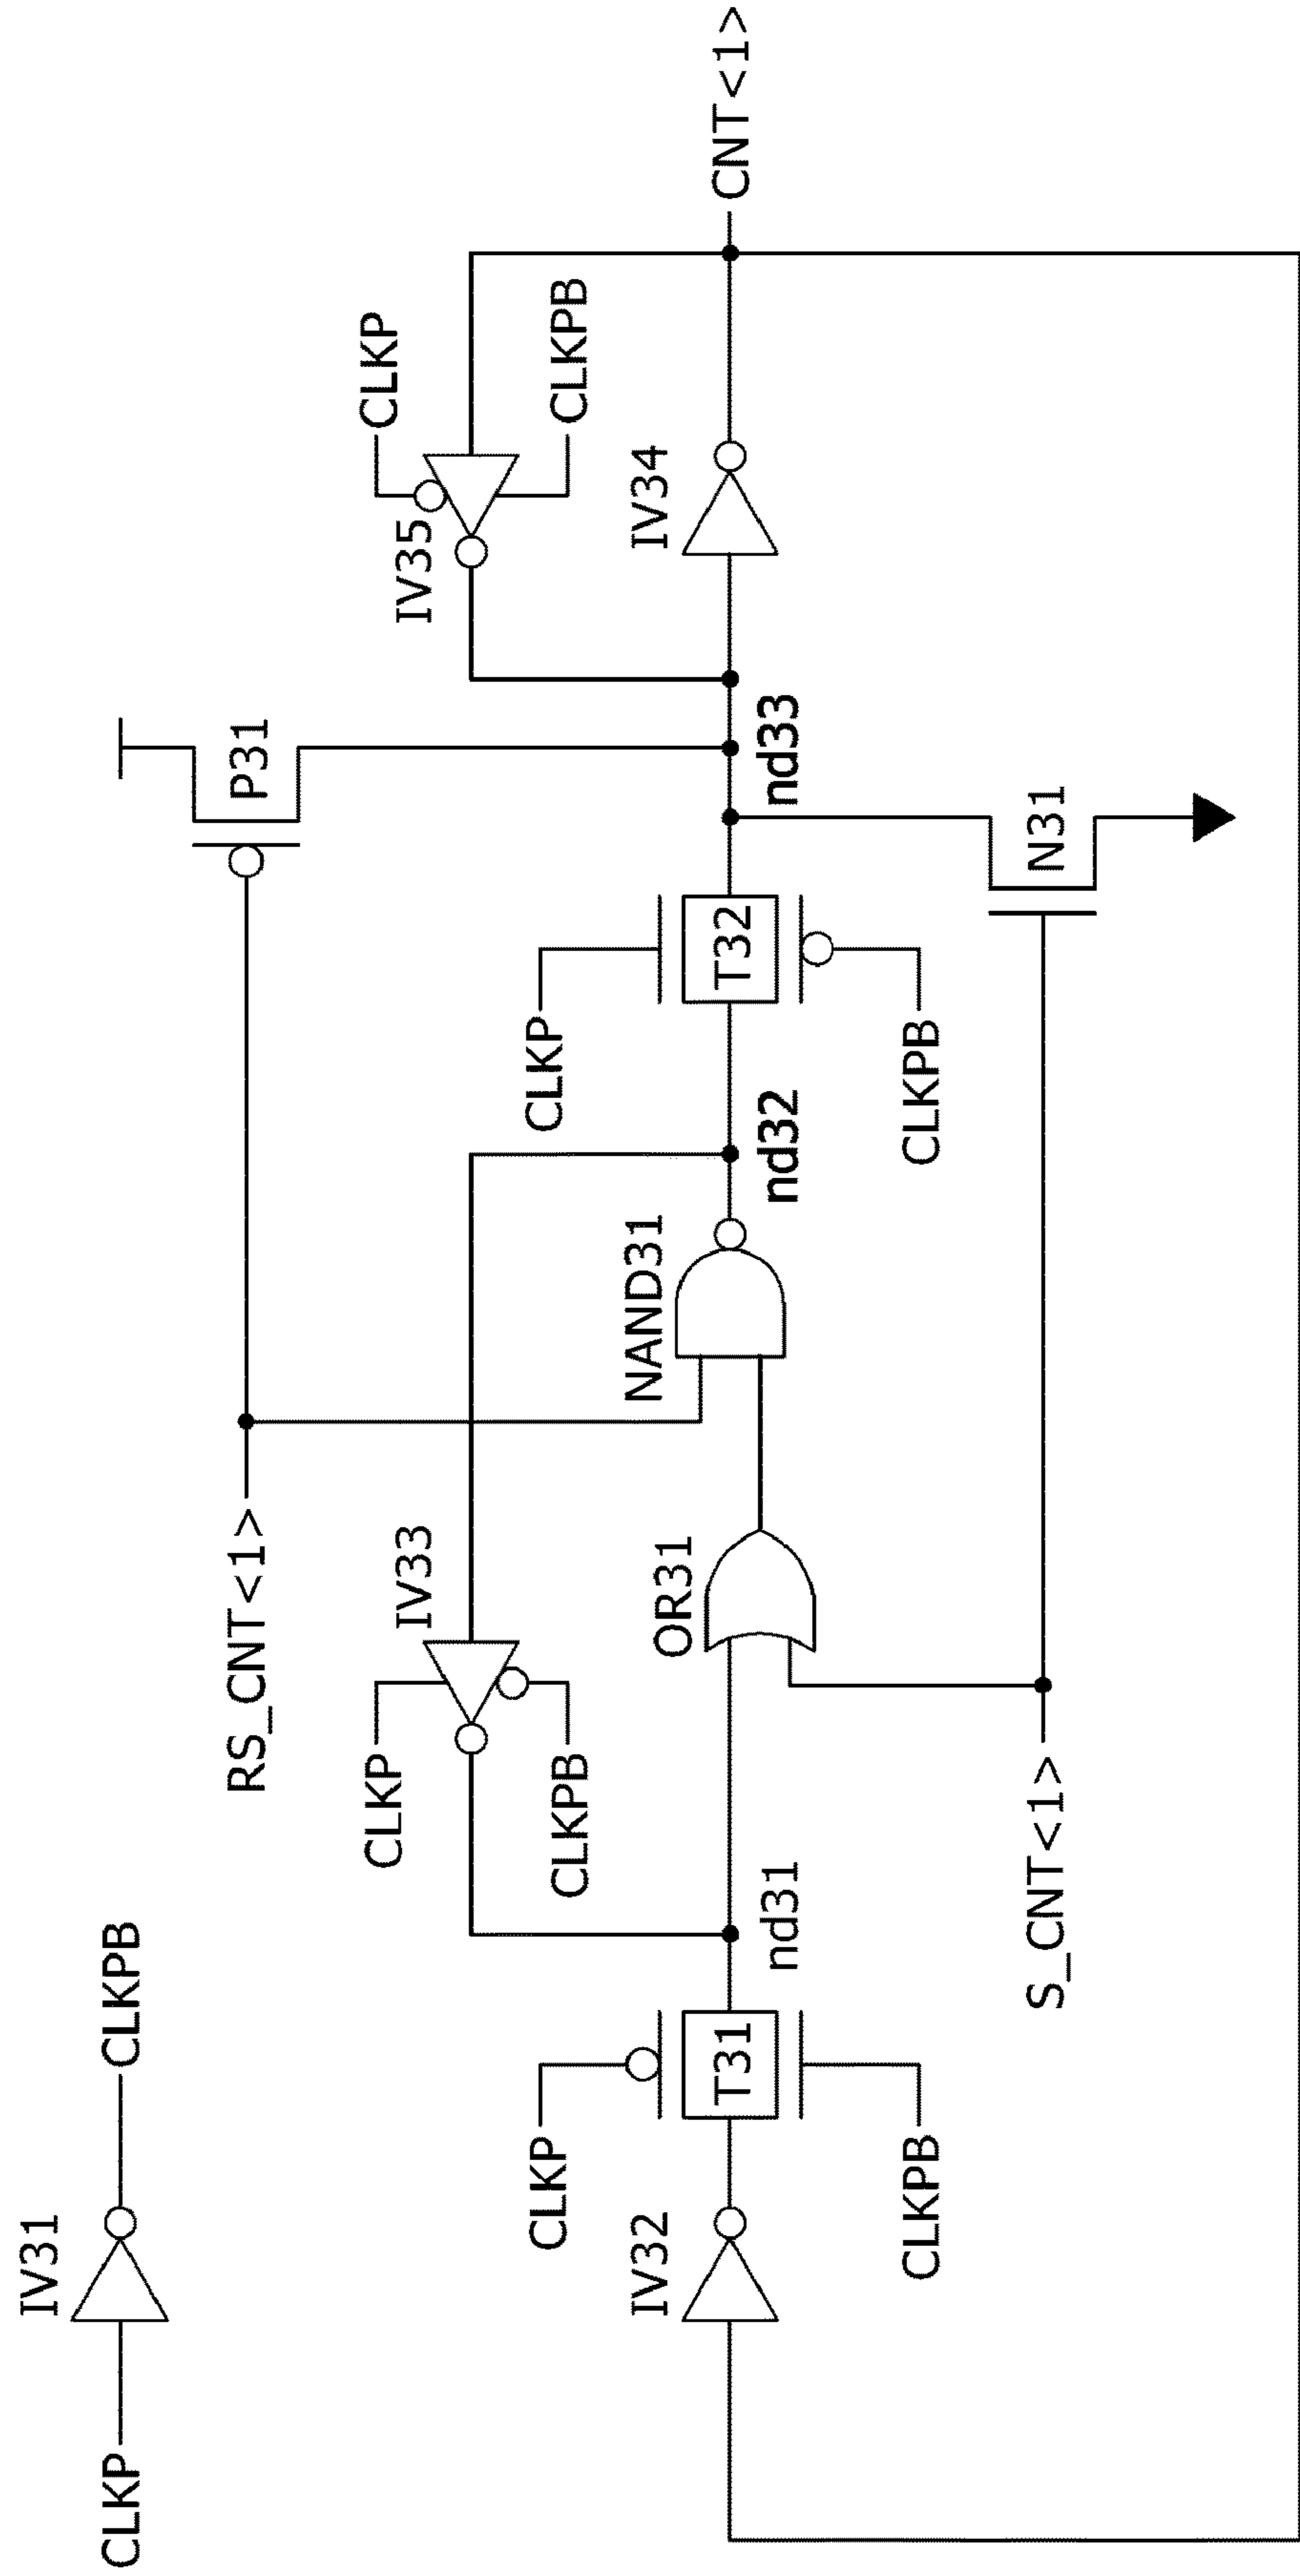 CLKP
IV31
CLKPB
RS_CNT<1>
P31
CLKP
IV33
CLKPB
IV35
CLKP
CLKPB
CLKP
CLKP
IV32
T31
CLKPB
nd31
OR31
NAND31
nd32
T32
CLKPB
nd33
IV34
CNT<1>
S_CNT<1>
N31